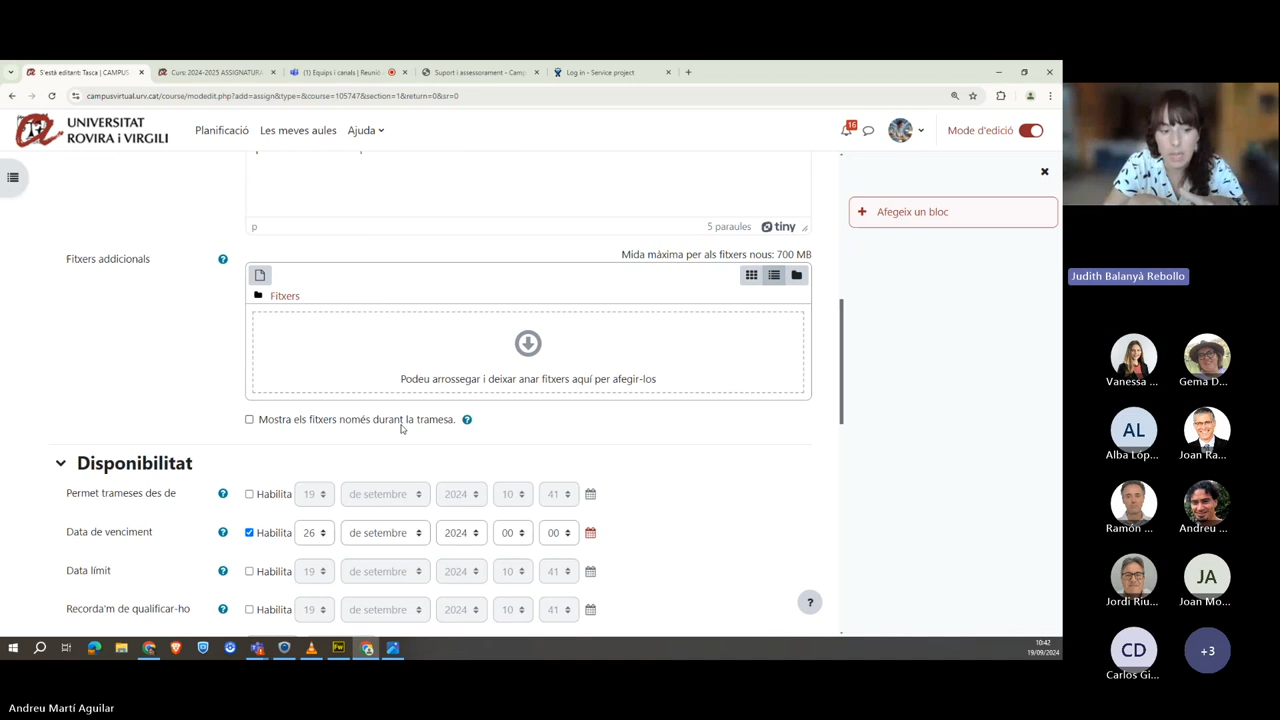 S'està editant: Tasca | CAMPUS
Curs: 2024-2025 ASSIGNATURA
(1) Equips i canals | Reunió
Suport i assessorament - Camp
Log in - Service project
campusvirtual.urv.cat/course/modedit.php?add=assign&type=&course=105747&section=1&return=0&sr=0
UNIVERSITAT
ROVIRA i VIRGILI
Planificació Les meves aules Ajuda
16
Mode d'edició
Afegeix un bloc
p
5 paraules tiny
Fitxers addicionals
Mida màxima per als fitxers nous: 700 MB
Fitxers
Podeu arrossegar i deixar anar fitxers aquí per afegir-los
Mostra els fitxers només durant la tramesa.
Disponibilitat
Permet trameses des de Habilita 19 de setembre 2024 10 41
Data de venciment Habilita 26 de setembre 2024 00 00
Data límit Habilita 19 de setembre 2024 10 41
Recorda'm de qualificar-ho Habilita 19 de setembre 2024 10 41
?
Fw
10:42
19/09/2024
Judith Balanyà Rebollo
Vanessa ...
Gema D...
AL
Alba Lóp...
Joan Ra...
Ramón ...
Andreu ...
Jordi Riu...
JA
Joan Mo...
CD
Carlos Gi...
+3
Andreu Martí Aguilar